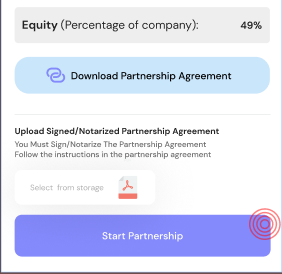 Equity (Percentage of company): 49%
Download Partnership Agreement
Upload Signed/Notarized Partnership Agreement
You Must Sign/Notarize The Partnership Agreement
Follow the instructions in the partnership agreement
Select from storage
Start Partnership